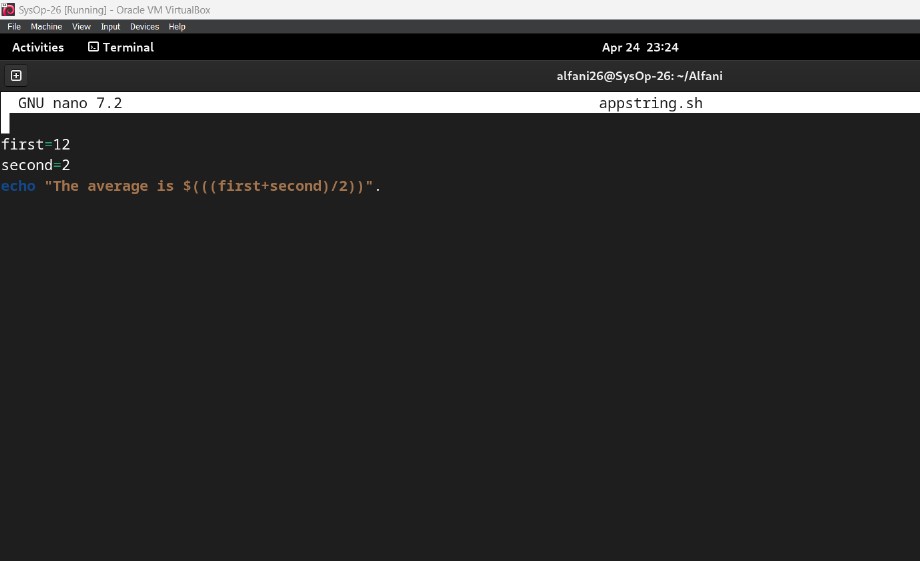 SysOp-26 [Running] - Oracle VM VirtualBox
File Machine View Input Devices Help
Activities Terminal Apr 24 23:24
alfani26@SysOp-26: ~/Alfani
GNU nano 7.2 appstring.sh
first=12
second=2
echo "The average is $(((first+second)/2))".